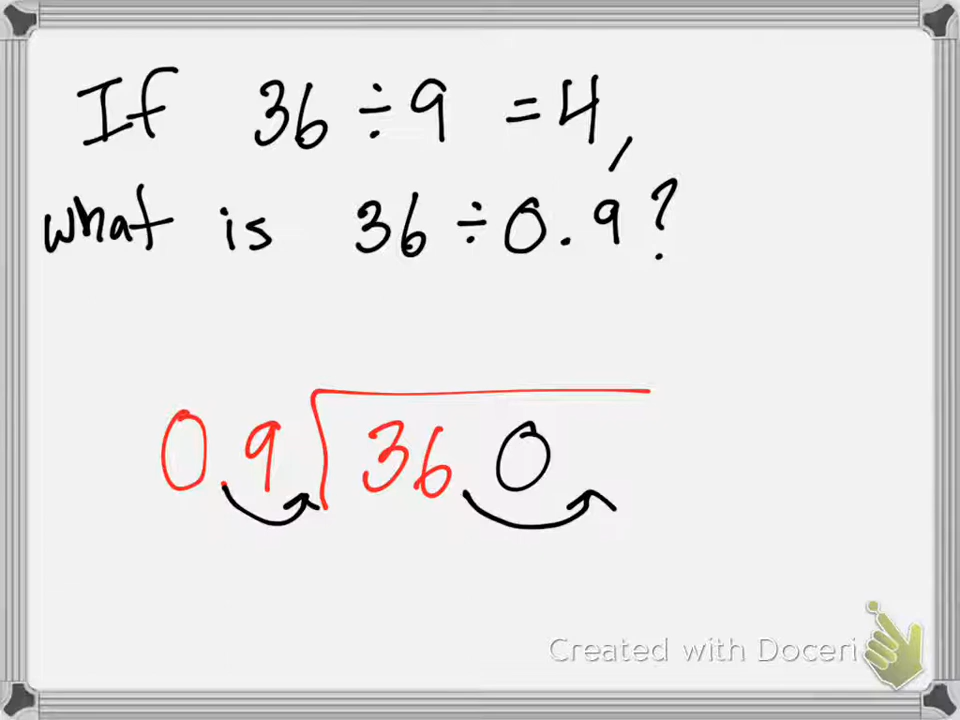 If 36 ÷ 9 = 4,
what is 36 ÷ 0.9?
0.9 36 0
Created with Doceri